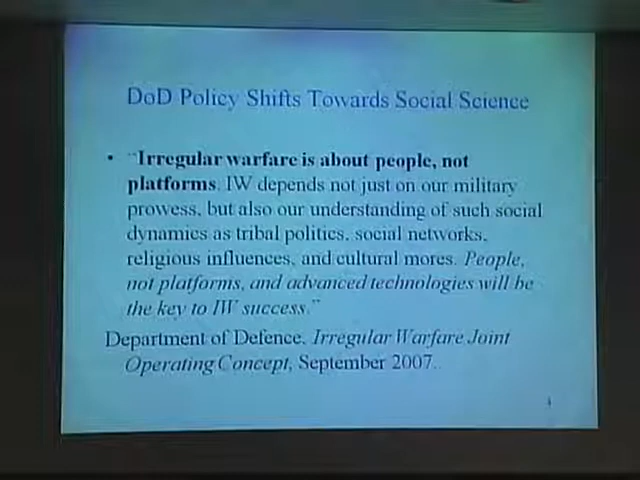 DoD Policy Shifts Towards Social Science
• "Irregular warfare is about people, not
platforms. IW depends not just on our military
prowess, but also our understanding of such social
dynamics as tribal politics, social networks,
religious influences, and cultural mores. People,
not platforms, and advanced technologies will be
the key to IW success."
Department of Defence, Irregular Warfare Joint
Operating Concept, September 2007.